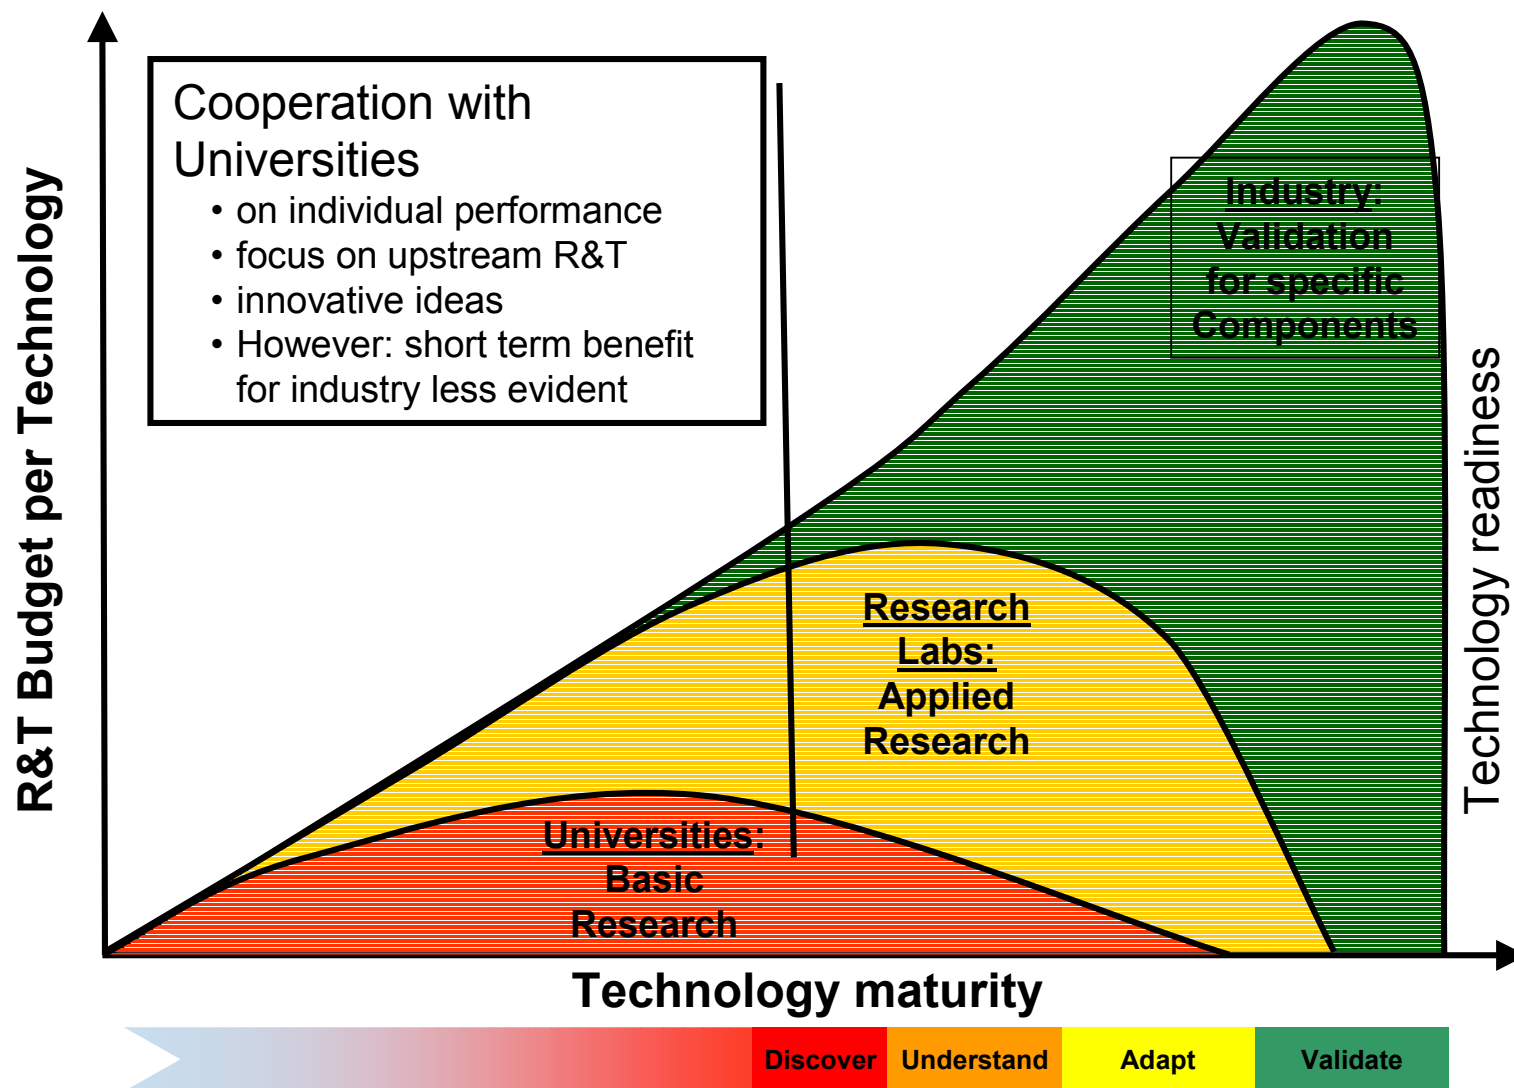 Cooperation with
Universities
• on individual performance
• focus on upstream R&T
• innovative ideas
• However: short term benefit
for industry less evident
R&T Budget per Technology
Industry:
Validation
for specific
Components
Technology readiness
Research
Labs:
Applied
Research
Universities:
Basic
Research
Technology maturity
Discover
Understand
Adapt
Validate